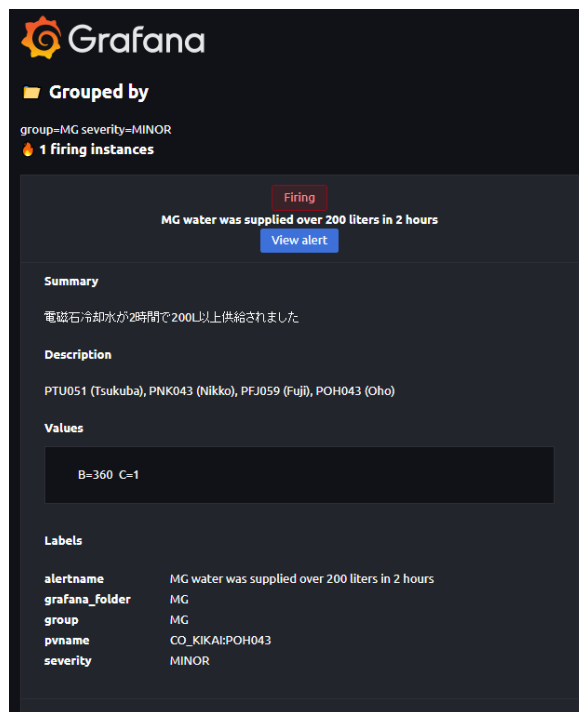 Grafana
Grouped by
group=MG severity=MINOR
1 firing instances
Firing
MG water was supplied over 200 liters in 2 hours
View alert
Summary
電磁石冷却水が2時間で200L以上供給されました
Description
PTU051 (Tsukuba), PNK043 (Nikko), PFJ059 (Fuji), POH043 (Oho)
Values
B=360 C=1
Labels
alertname MG water was supplied over 200 liters in 2 hours
grafana_folder MG
group MG
pvname CO_KIKAI:POH043
severity MINOR